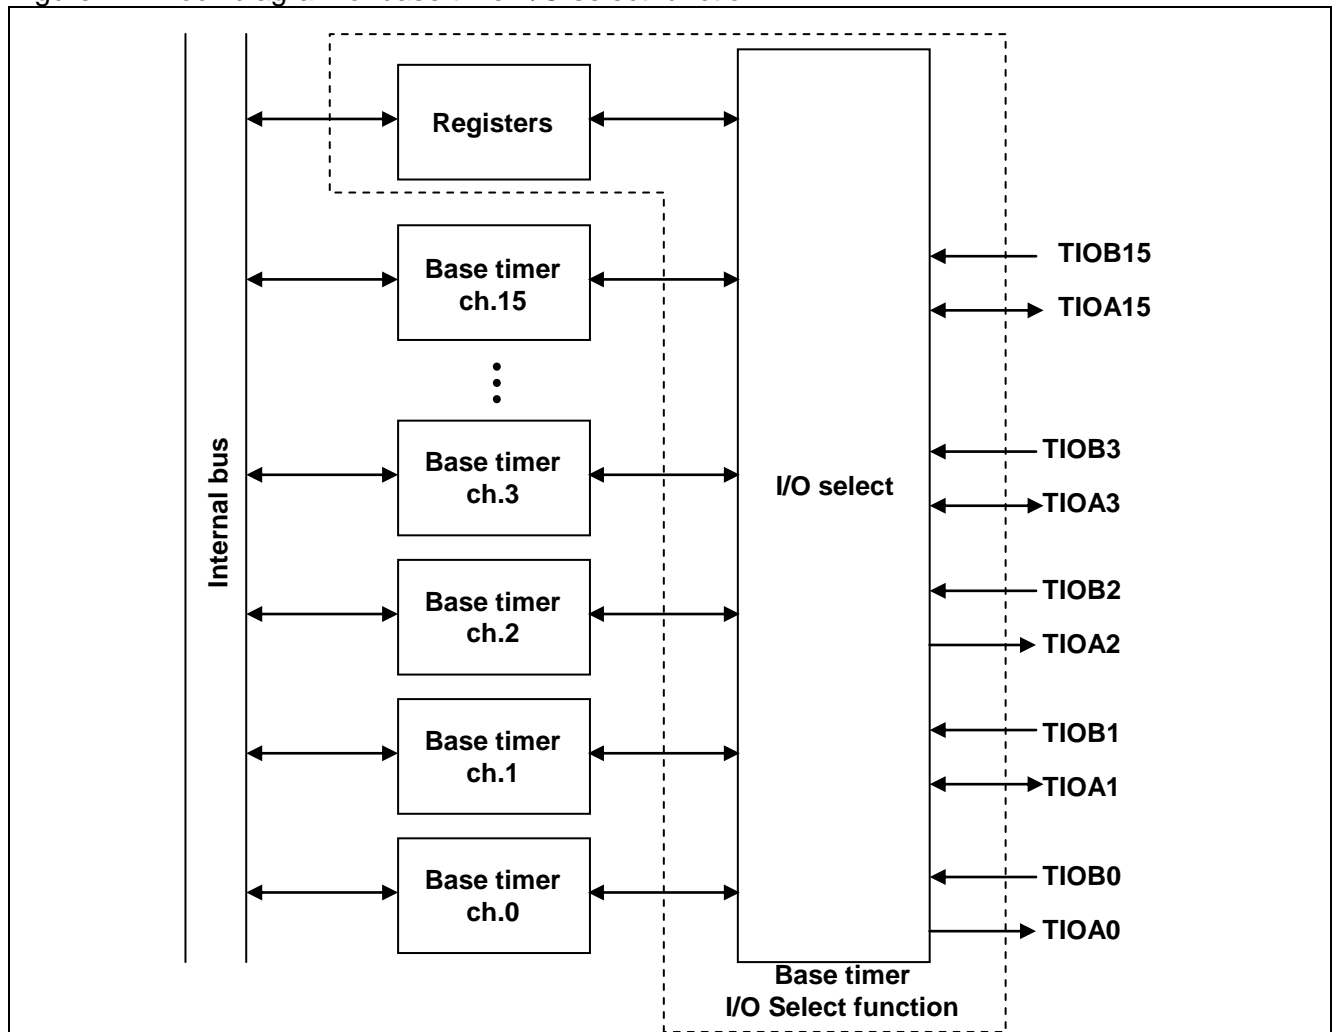 Registers
Base timer
ch.15
TIOB15
TIOA15
Base timer
ch.3
I/O select
TIOB3
TIOA3
Internal bus
Base timer
ch.2
TIOB2
TIOA2
Base timer
ch.1
TIOB1
TIOA1
Base timer
ch.0
TIOB0
TIOA0
Base timer
I/O Select function